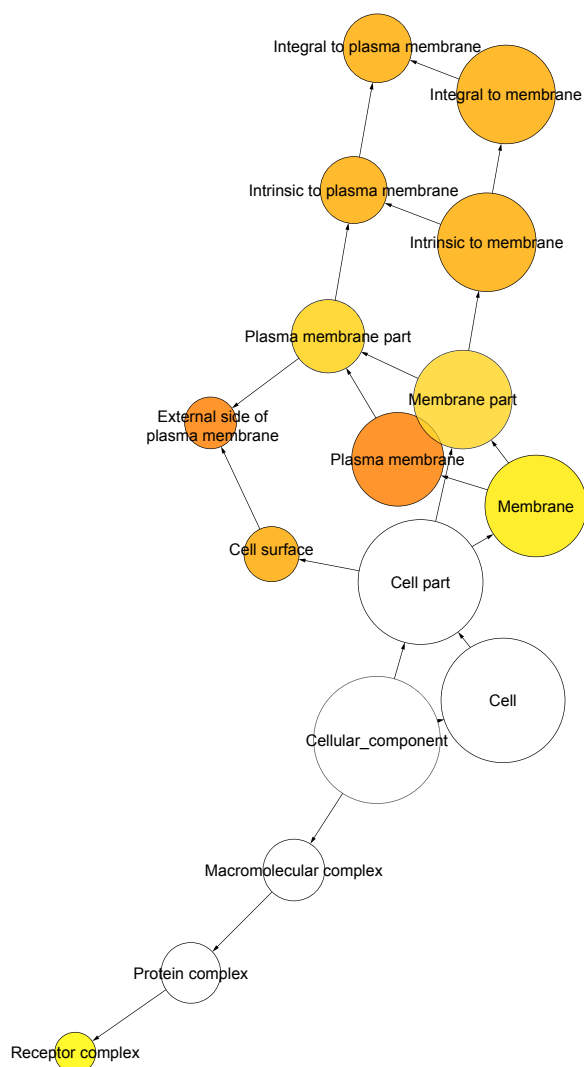 Integral to plasma membrane
Integral to membrane
Intrinsic to plasma membrane
Intrinsic to membrane
Plasma membrane part
Membrane part
External side of
plasma membrane
Plasma membrane
Membrane
Cell surface
Cell part
Cell
Cellular_component
Macromolecular complex
Protein complex
Receptor complex